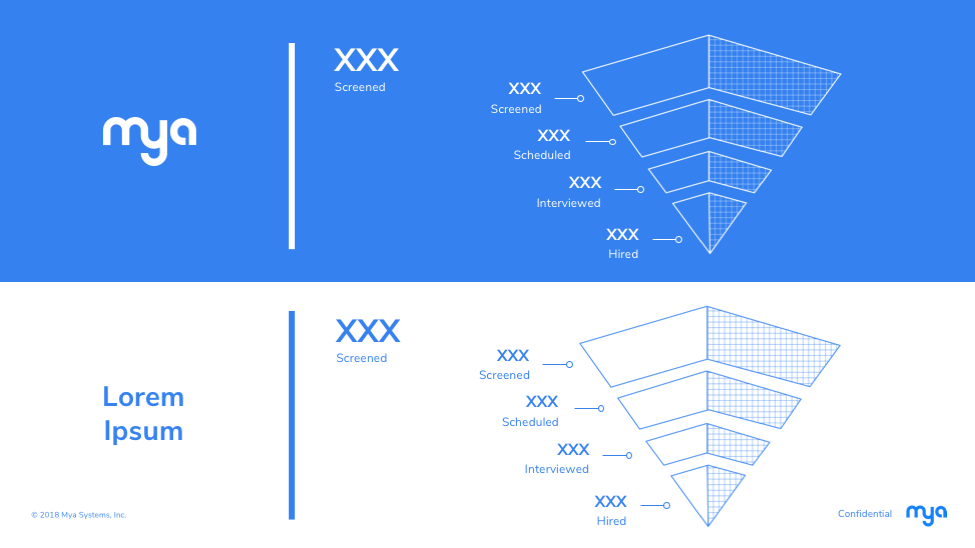 mya
XXX
Screened
XXX
Screened
XXX
Scheduled
XXX
Interviewed
XXX
Hired
Lorem
Ipsum
XXX
Screened
XXX
Screened
XXX
Scheduled
XXX
Interviewed
XXX
Hired
© 2018 Mya Systems, Inc.
Confidential
mya